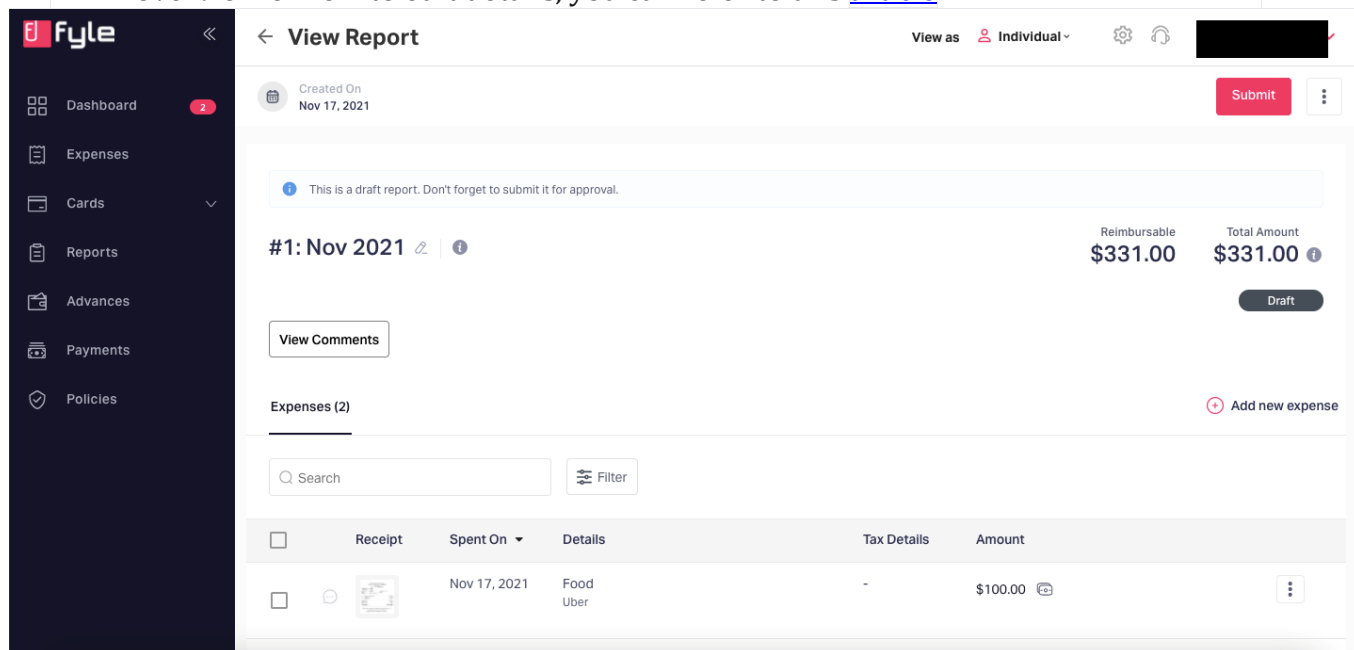 Fyle
View Report
View as Individual
Dashboard 2
Expenses
Cards
Reports
Advances
Payments
Policies
Created On
Nov 17, 2021
Submit
This is a draft report. Don't forget to submit it for approval.
#1: Nov 2021
Reimbursable
$331.00
Total Amount
$331.00
Draft
View Comments
Expenses (2)
Add new expense
Search
Filter
Receipt Spent On Details Tax Details Amount
Nov 17, 2021 Food - $100.00
Uber